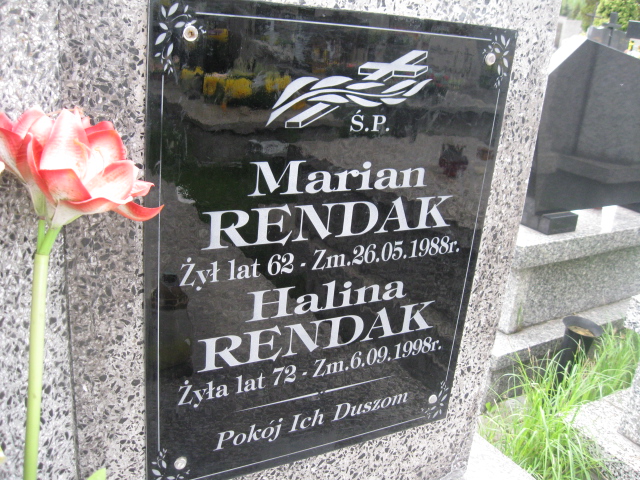 Ś.P.
Marian
RENDAK
Żył lat 62 - Zm.26.05.1988r.
Halina
RENDAK
Żyła lat 72 - Zm.6.09.1998r.
Pokój Ich Duszom